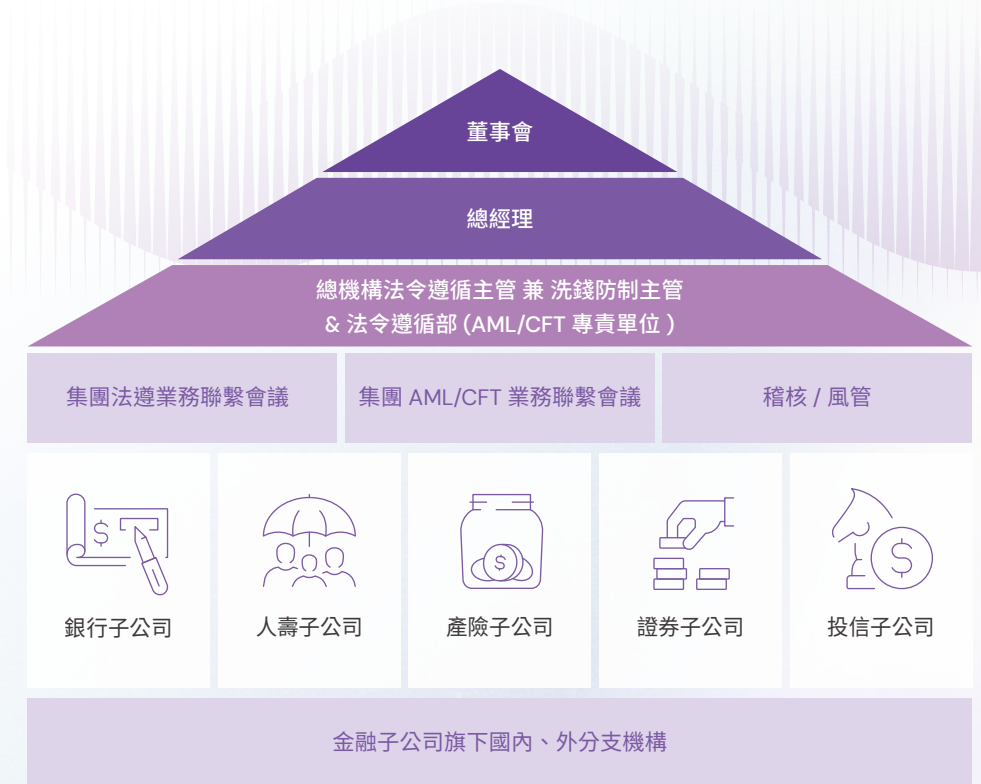 董事會
總經理
總機構法令遵循主管 兼 洗錢防制主管
& 法令遵循部 (AML/CFT 專責單位 )
集團法遵業務聯繫會議
集團 AML/CFT 業務聯繫會議
稽核 / 風管
$
$
$
銀行子公司
人壽子公司
產險子公司
證券子公司
投信子公司
金融子公司旗下國內、外分支機構